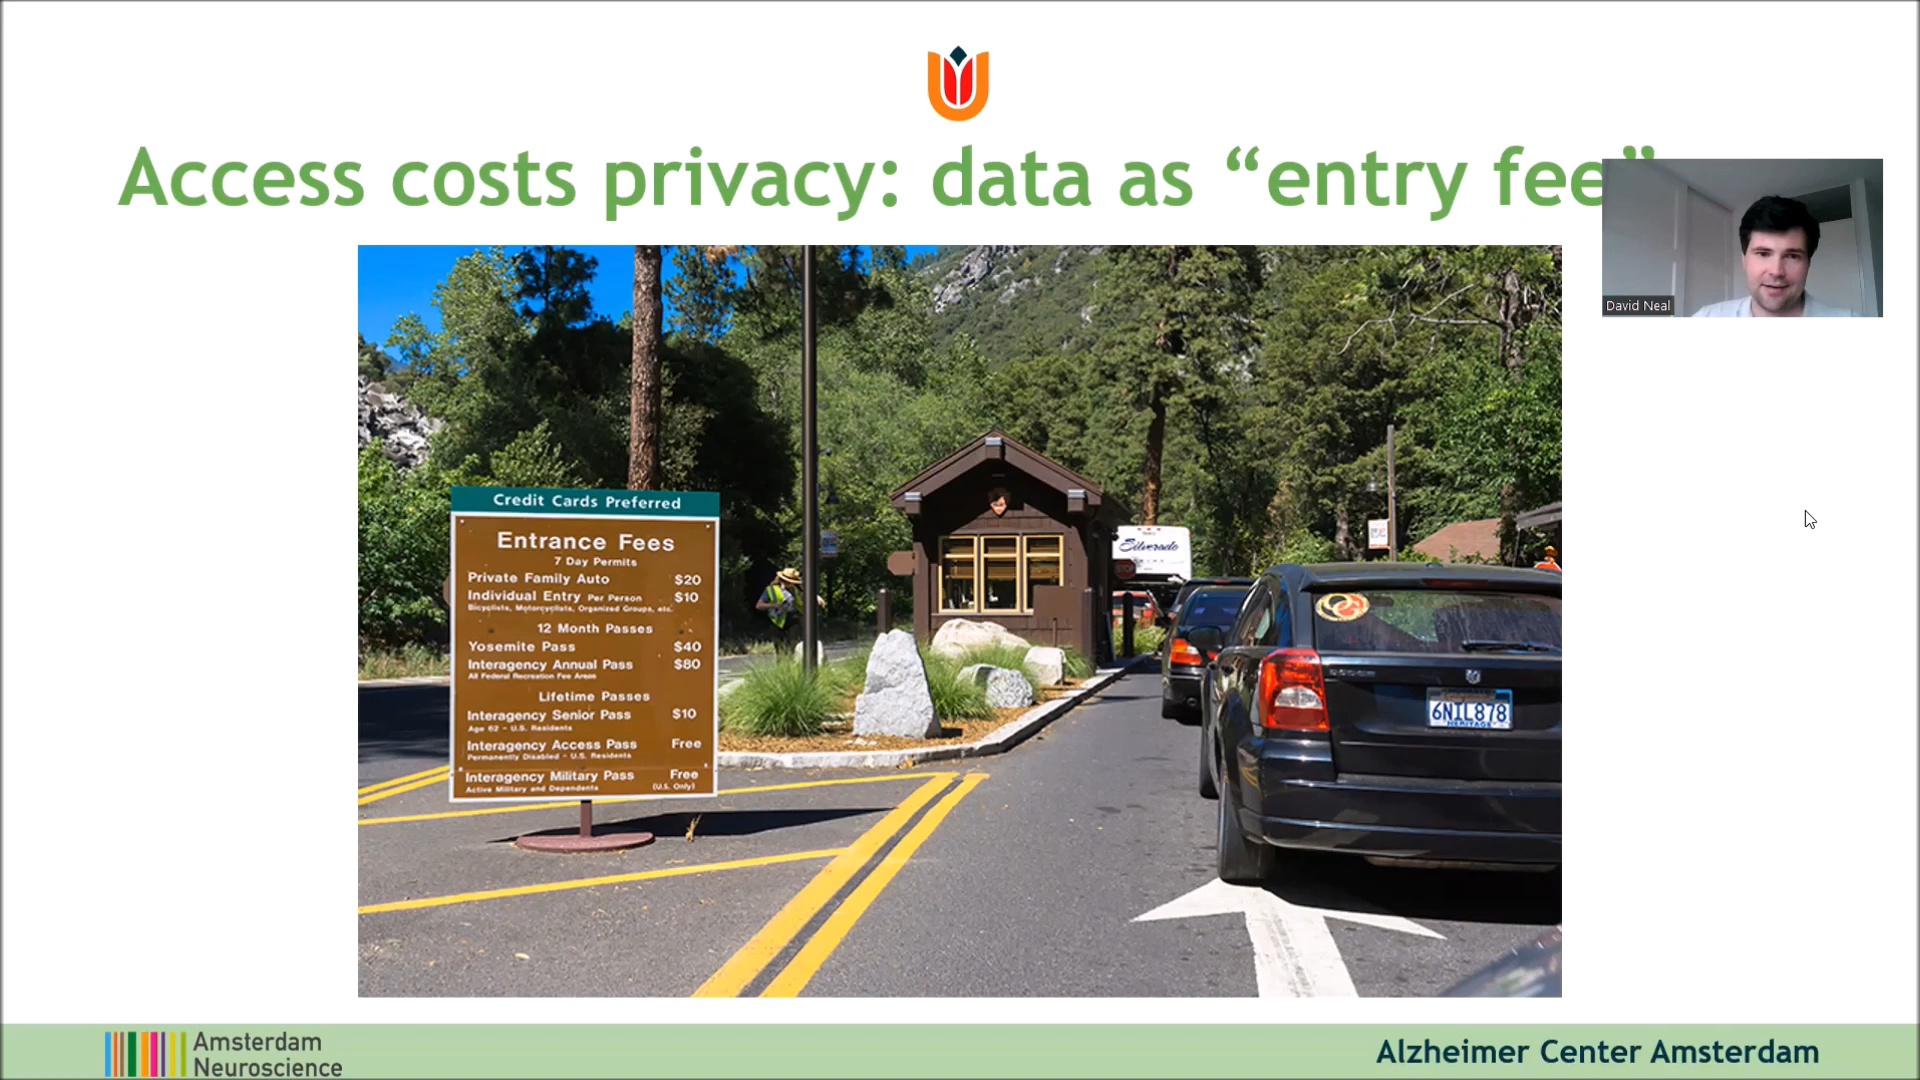 Access costs privacy: data as “entry fee”
David Neal
Credit Cards Preferred
Entrance Fees
7 Day Permits
Private Family Auto $20
Individual Entry Per Person $10
Bicyclists, Motorcyclists, Organized Groups, etc.
12 Month Passes
Yosemite Pass $40
Interagency Annual Pass $80
All Federal Recreation Fee Areas
Lifetime Passes
Interagency Senior Pass $10
Age 62 - U.S. Residents
Interagency Access Pass Free
Permanently Disabled - U.S. Residents
Interagency Military Pass Free
Active Military and Dependents (U.S. Only)
Silverado
STOP
6NIL878
Amsterdam
Neuroscience
Alzheimer Center Amsterdam